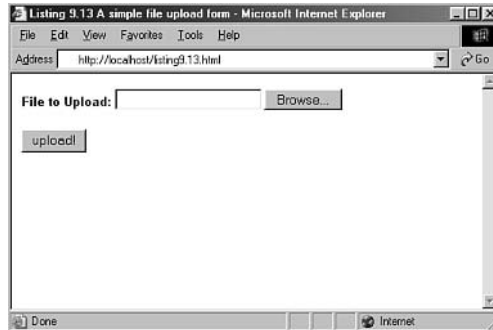 Listing 9.13 A simple file upload form - Microsoft Internet Explorer
File Edit View Favorites Tools Help
Address http://localhost/listing9.13.html Go
File to Upload: Browse...
upload!
Done Internet